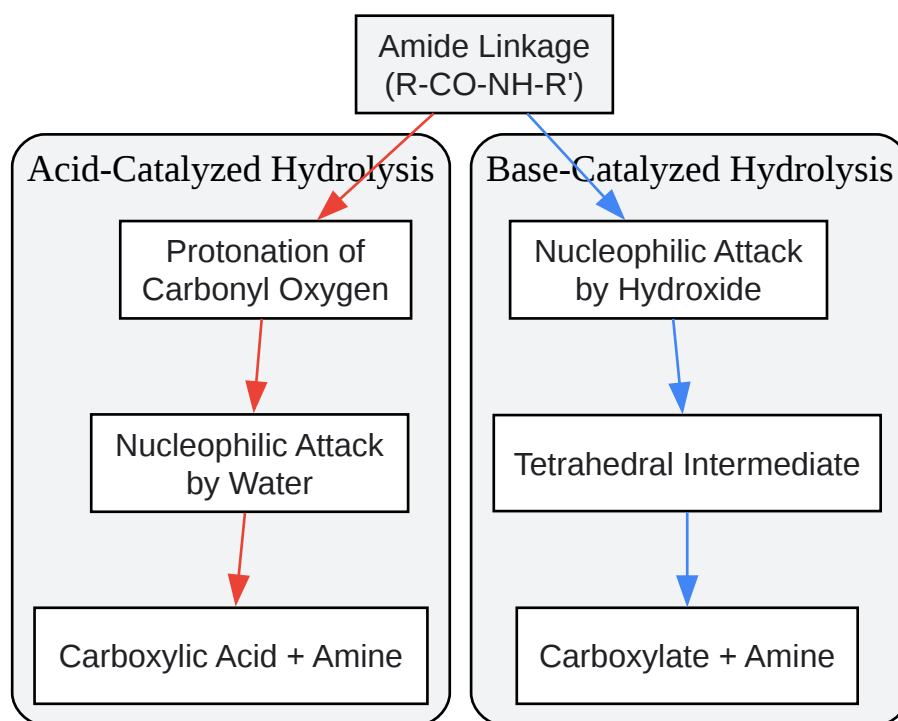 Amide Linkage
(R-CO-NH-R')
Acid-Catalyzed Hydrolysis
Protonation of
Carbonyl Oxygen
Nucleophilic Attack
by Water
Carboxylic Acid + Amine
Base-Catalyzed Hydrolysis
Nucleophilic Attack
by Hydroxide
Tetrahedral Intermediate
Carboxylate + Amine